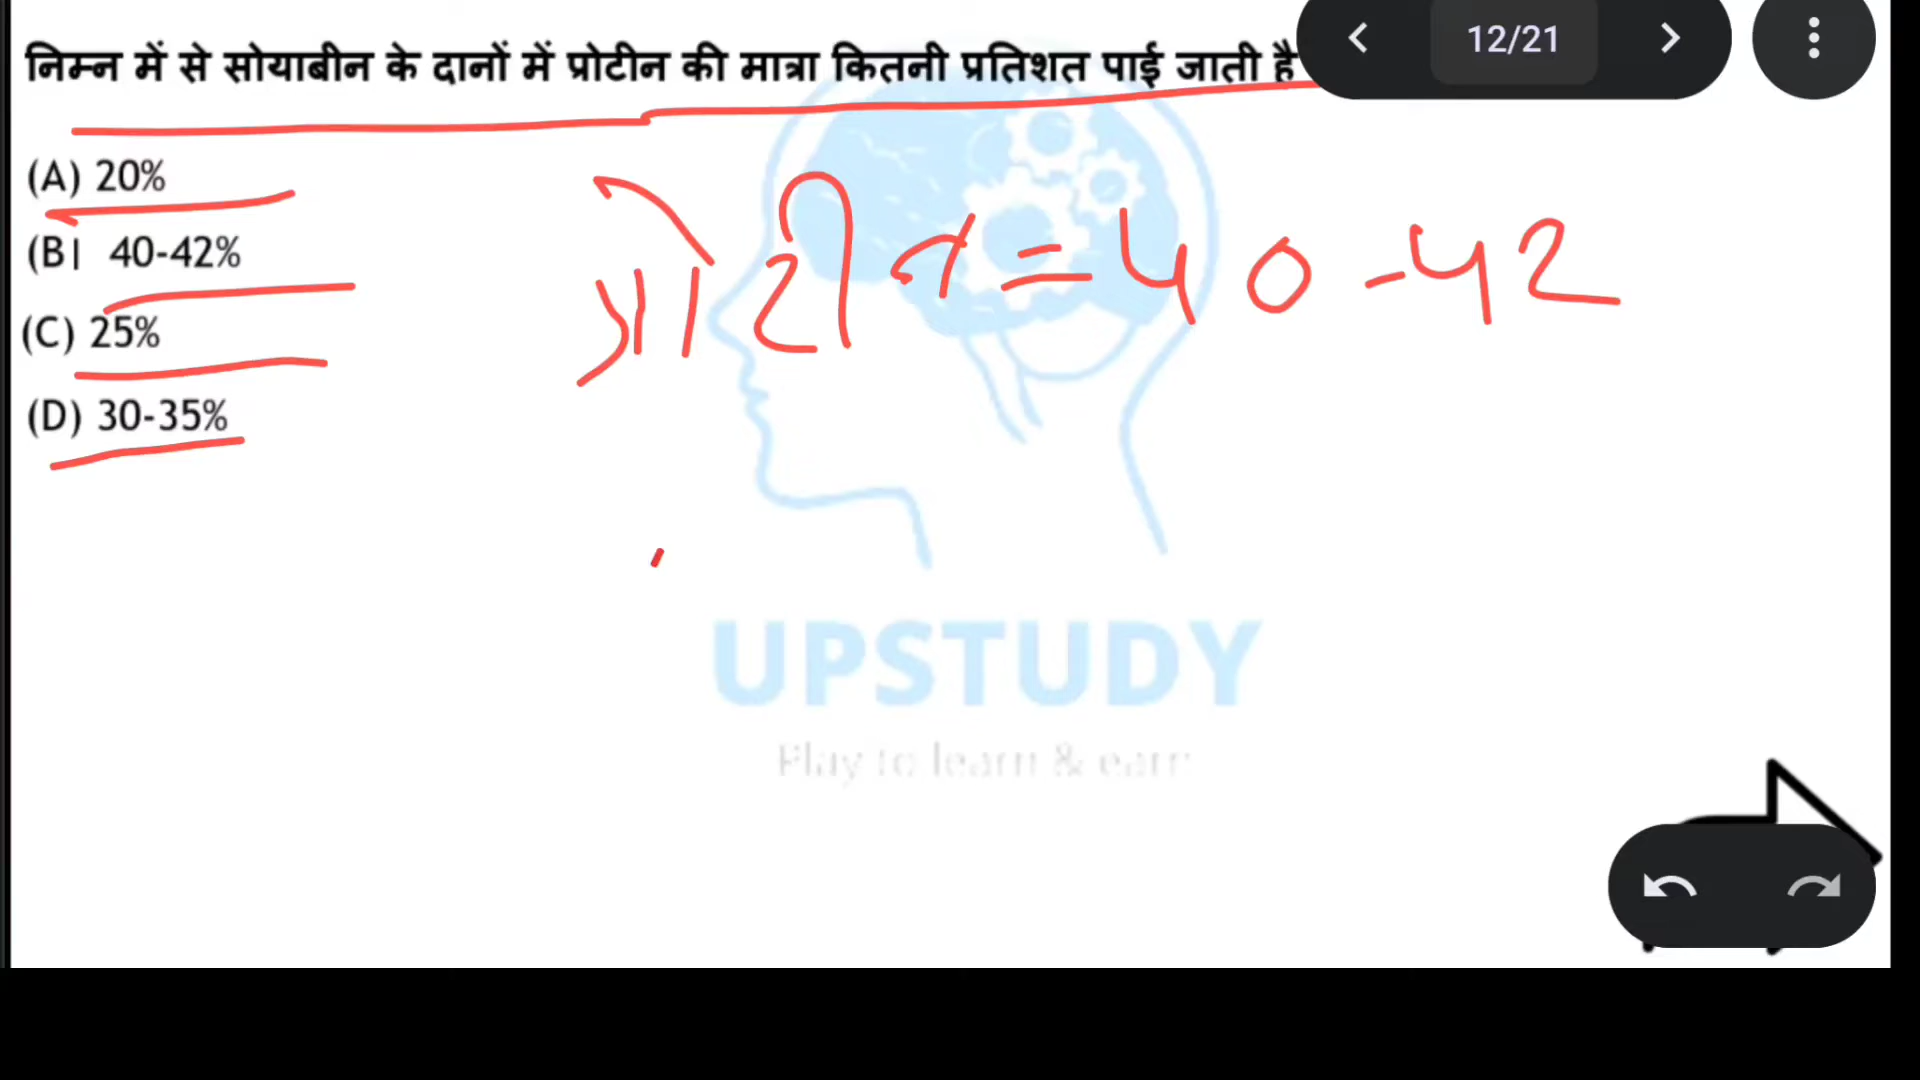 निम्न में से सोयाबीन के दानों में प्रोटीन की मात्रा कितनी प्रतिशत पाई जाती है
12/21
(A) 20%
(B| 40-42%
(C) 25%
(D) 30-35%
प्रोटीन = 40-42
UPSTUDY
Play to learn & earn